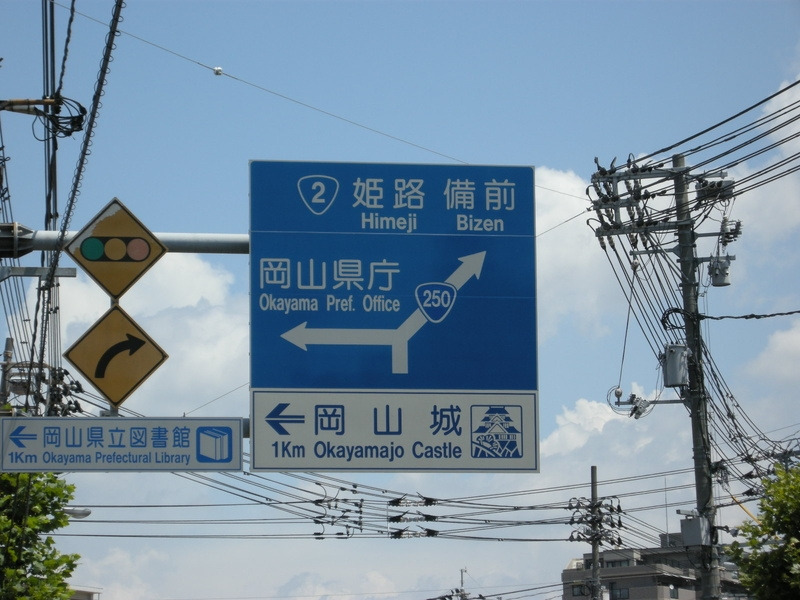 2 姫路 備前
Himeji Bizen
岡山県庁
Okayama Pref. Office
250
岡山城
1Km Okayamajo Castle
岡山県立図書館
1Km Okayama Prefectural Library